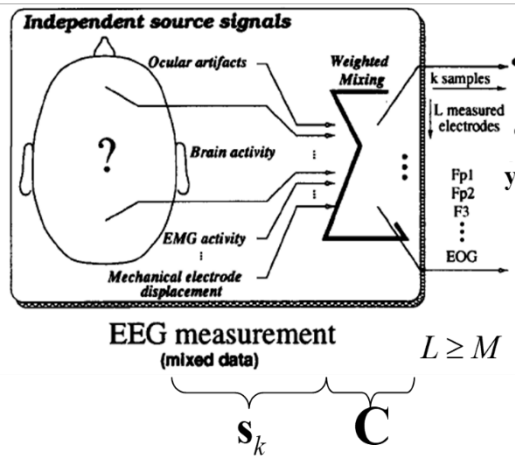 Independent source signals
Ocular artifacts
Weighted
Mixing
k samples
L measured
electrodes
?
Brain activity
⋮
Fp1
Fp2
F3
⋮
EOG
y
EMG activity
⋮
Mechanical electrode
displacement
EEG measurement
(mixed data)
L ≥ M
s_k
C